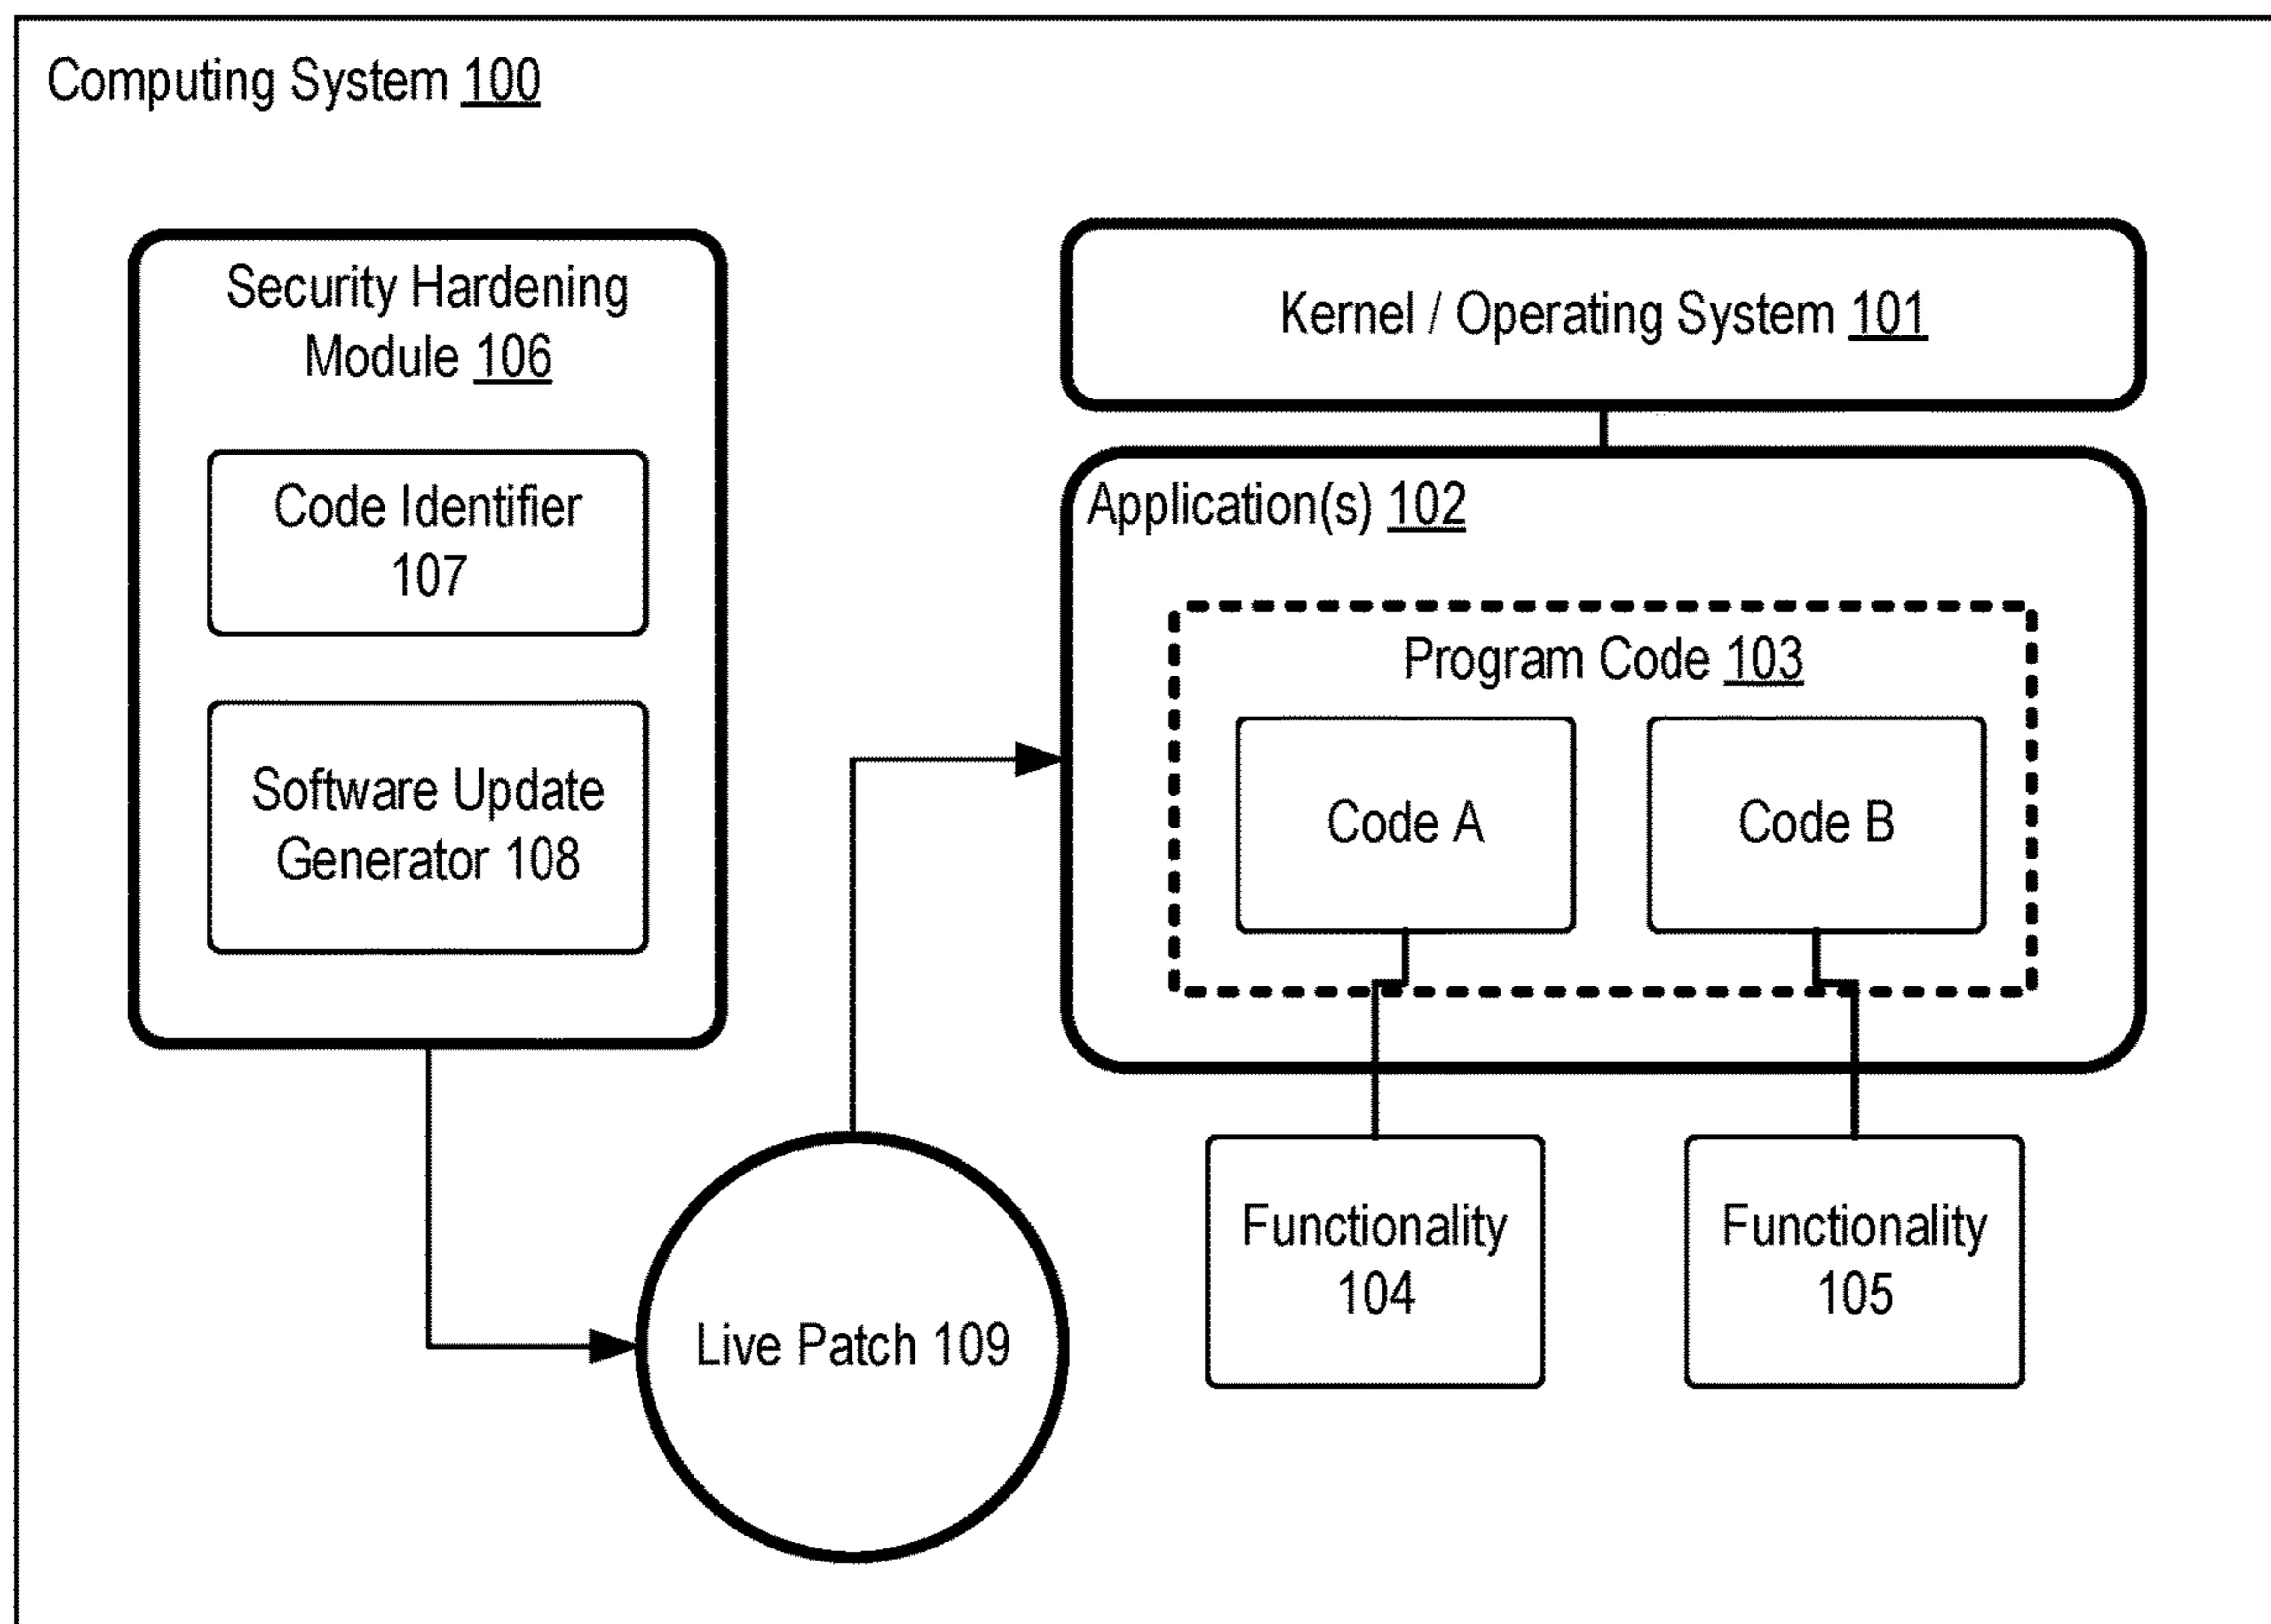 Computing System 100
Security Hardening
Module 106
Code Identifier
107
Software Update
Generator 108
Kernel / Operating System 101
Application(s) 102
Program Code 103
Code A
Code B
Functionality
104
Functionality
105
Live Patch 109